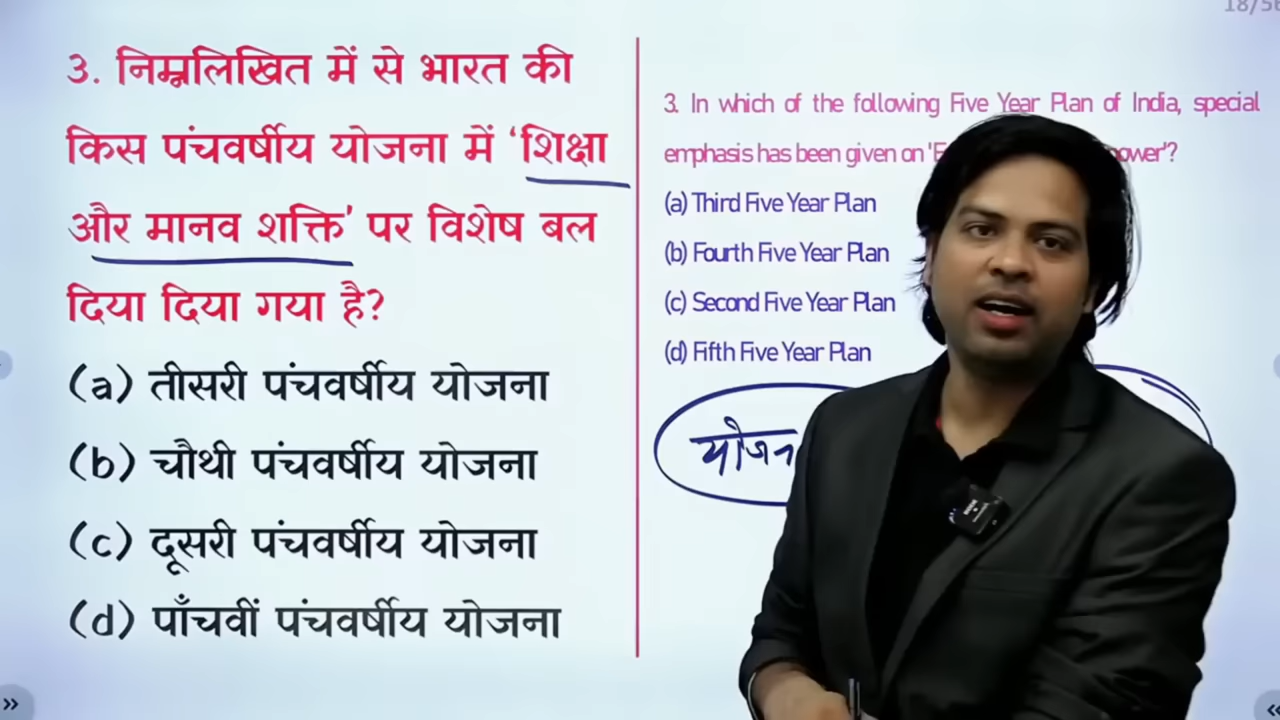 18/56
3. निम्नलिखित में से भारत की
किस पंचवर्षीय योजना में 'शिक्षा
और मानव शक्ति' पर विशेष बल
दिया दिया गया है?
(a) तीसरी पंचवर्षीय योजना
(b) चौथी पंचवर्षीय योजना
(c) दूसरी पंचवर्षीय योजना
(d) पाँचवीं पंचवर्षीय योजना
3. In which of the following Five Year Plan of India, special
emphasis has been given on power'?
(a) Third Five Year Plan
(b) Fourth Five Year Plan
(c) Second Five Year Plan
(d) Fifth Five Year Plan
योजन